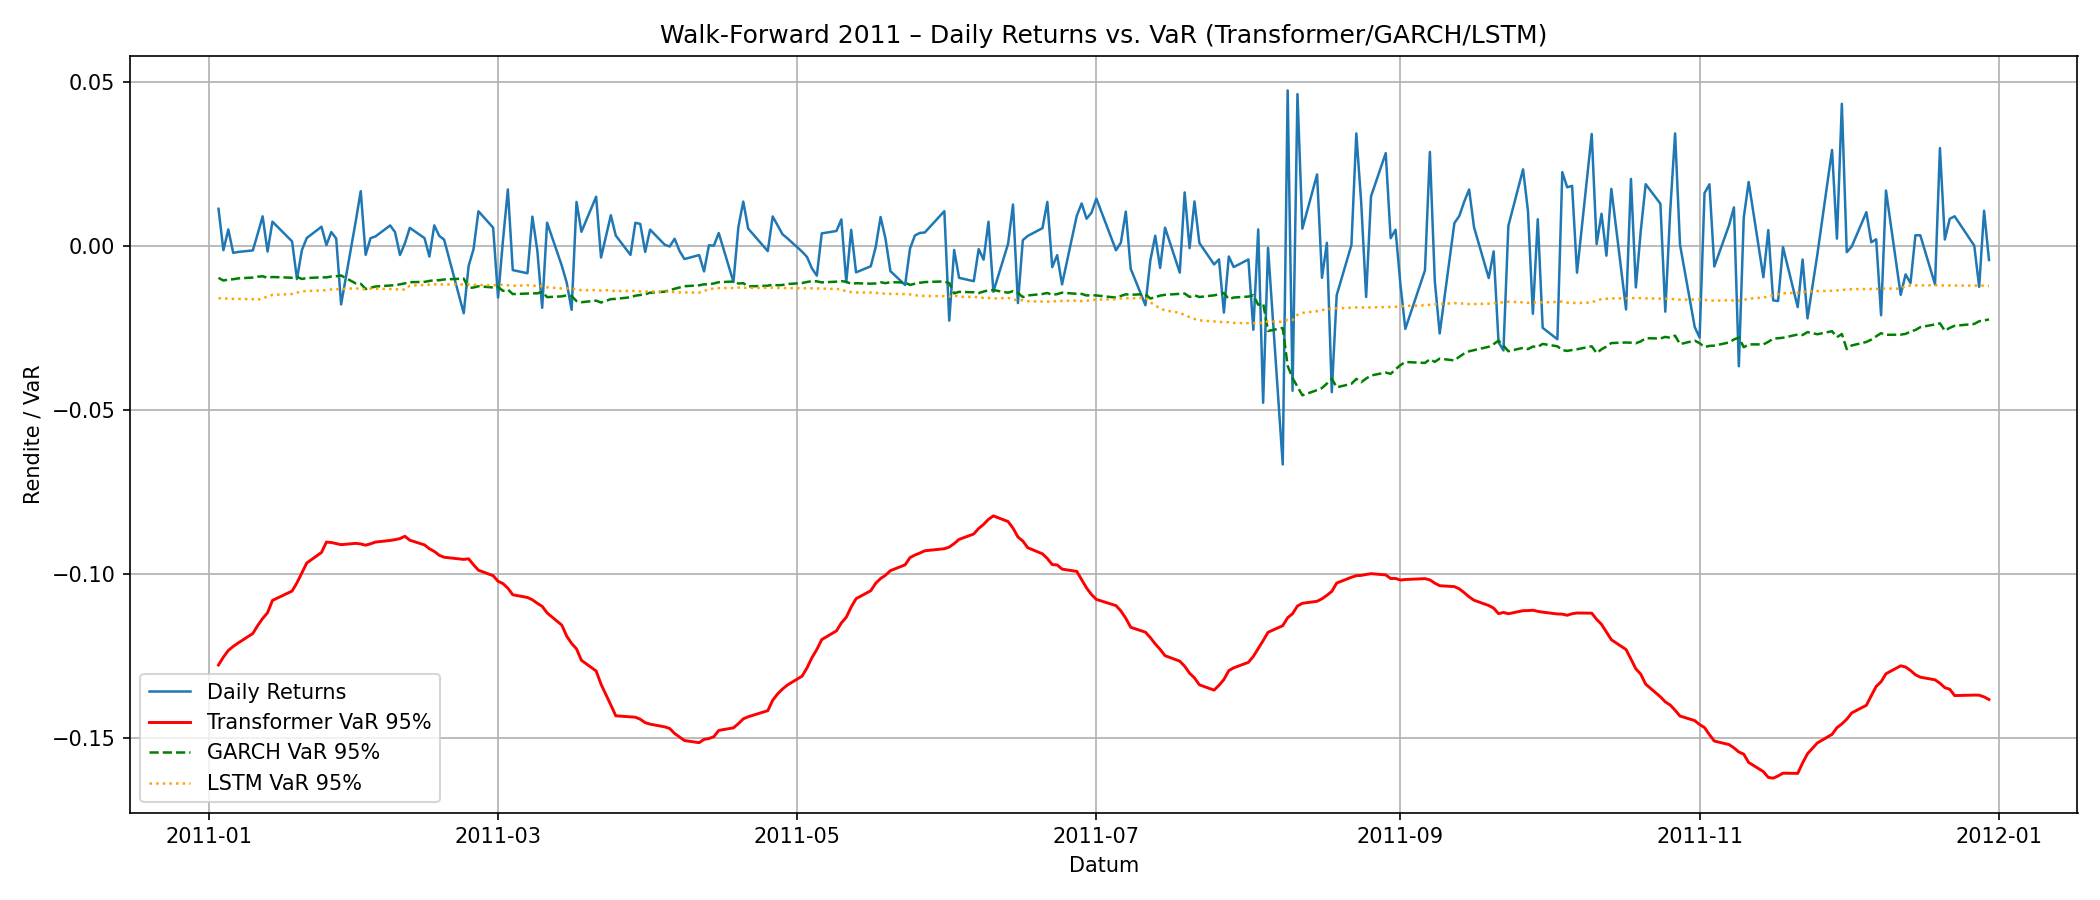 Walk-Forward 2011 – Daily Returns vs. VaR (Transformer/GARCH/LSTM)
Rendite / VaR
0.05
0.00
−0.05
−0.10
−0.15
Daily Returns
Transformer VaR 95%
GARCH VaR 95%
LSTM VaR 95%
2011-01 2011-03 2011-05 2011-07 2011-09 2011-11 2012-01
Datum